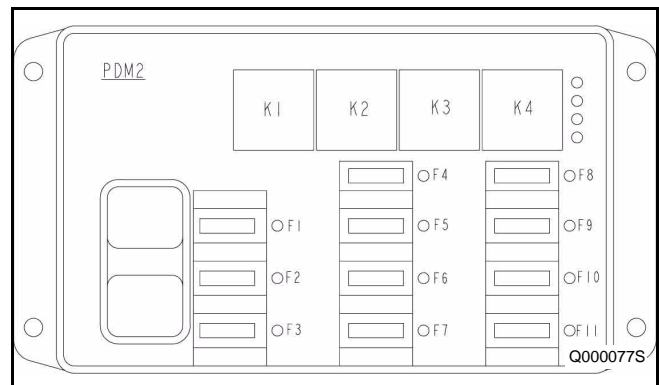 PDM2
K1 K2 K3 K4
F4 F8
F1 F5 F9
F2 F6 F10
F3 F7 F11
Q000077S